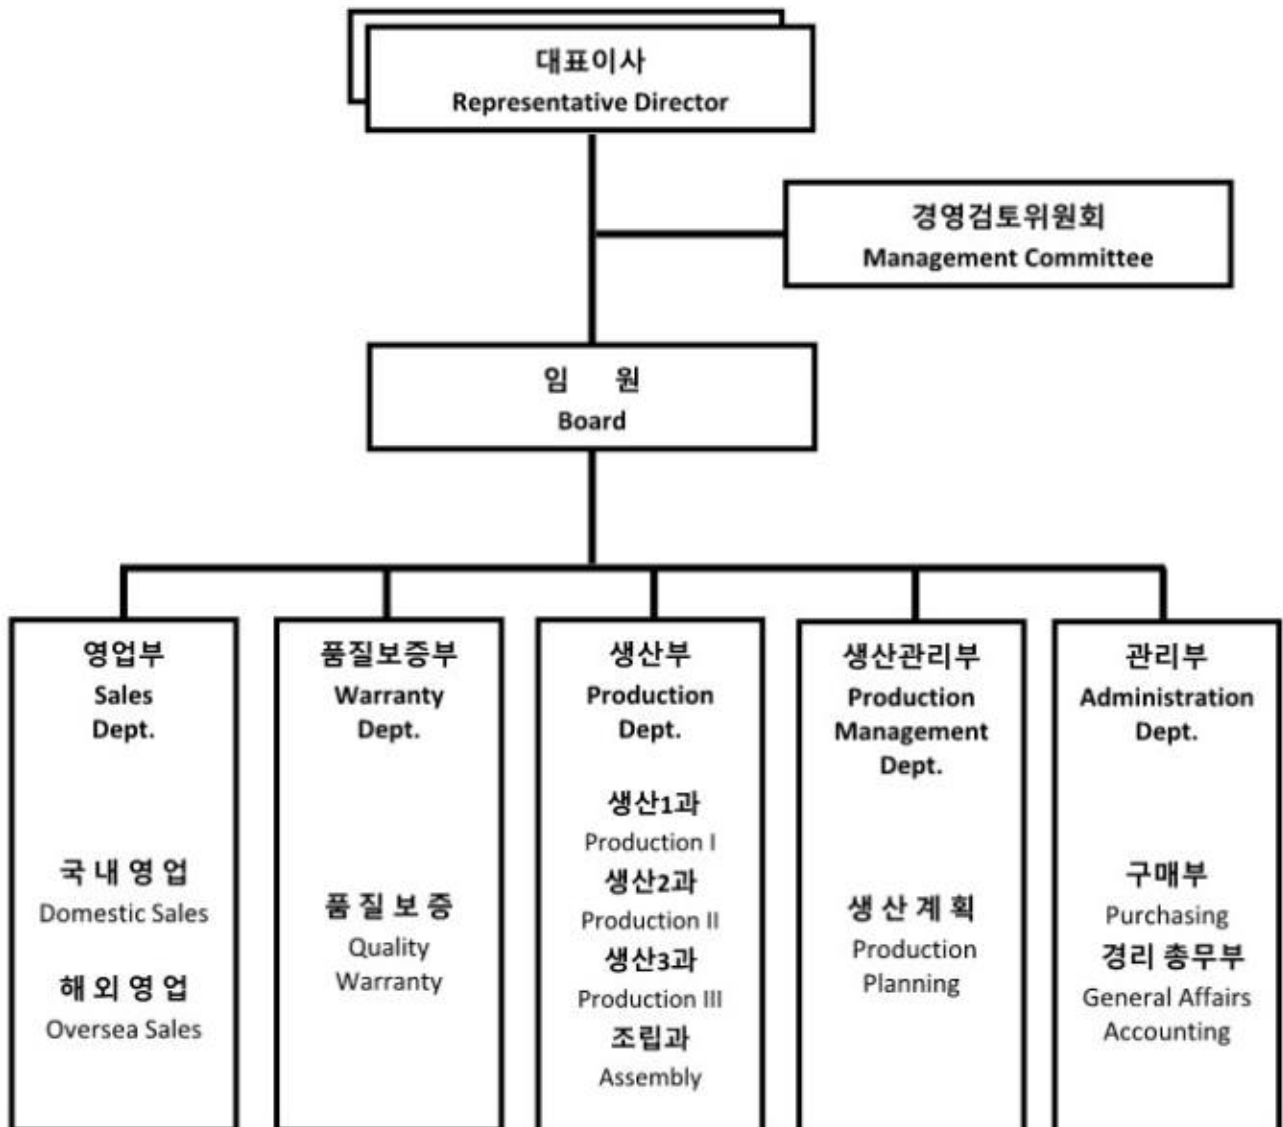 대표이사
Representative Director
경영검토위원회
Management Committee
임 원
Board
영업부
Sales
Dept.
국 내 영 업
Domestic Sales
해 외 영 업
Oversea Sales
품질보증부
Warranty
Dept.
품 질 보 증
Quality
Warranty
생산부
Production
Dept.
생산1과
Production I
생산2과
Production II
생산3과
Production III
조립과
Assembly
생산관리부
Production
Management
Dept.
생 산 계 획
Production
Planning
관리부
Administration
Dept.
구매부
Purchasing
경리 총무부
General Affairs
Accounting